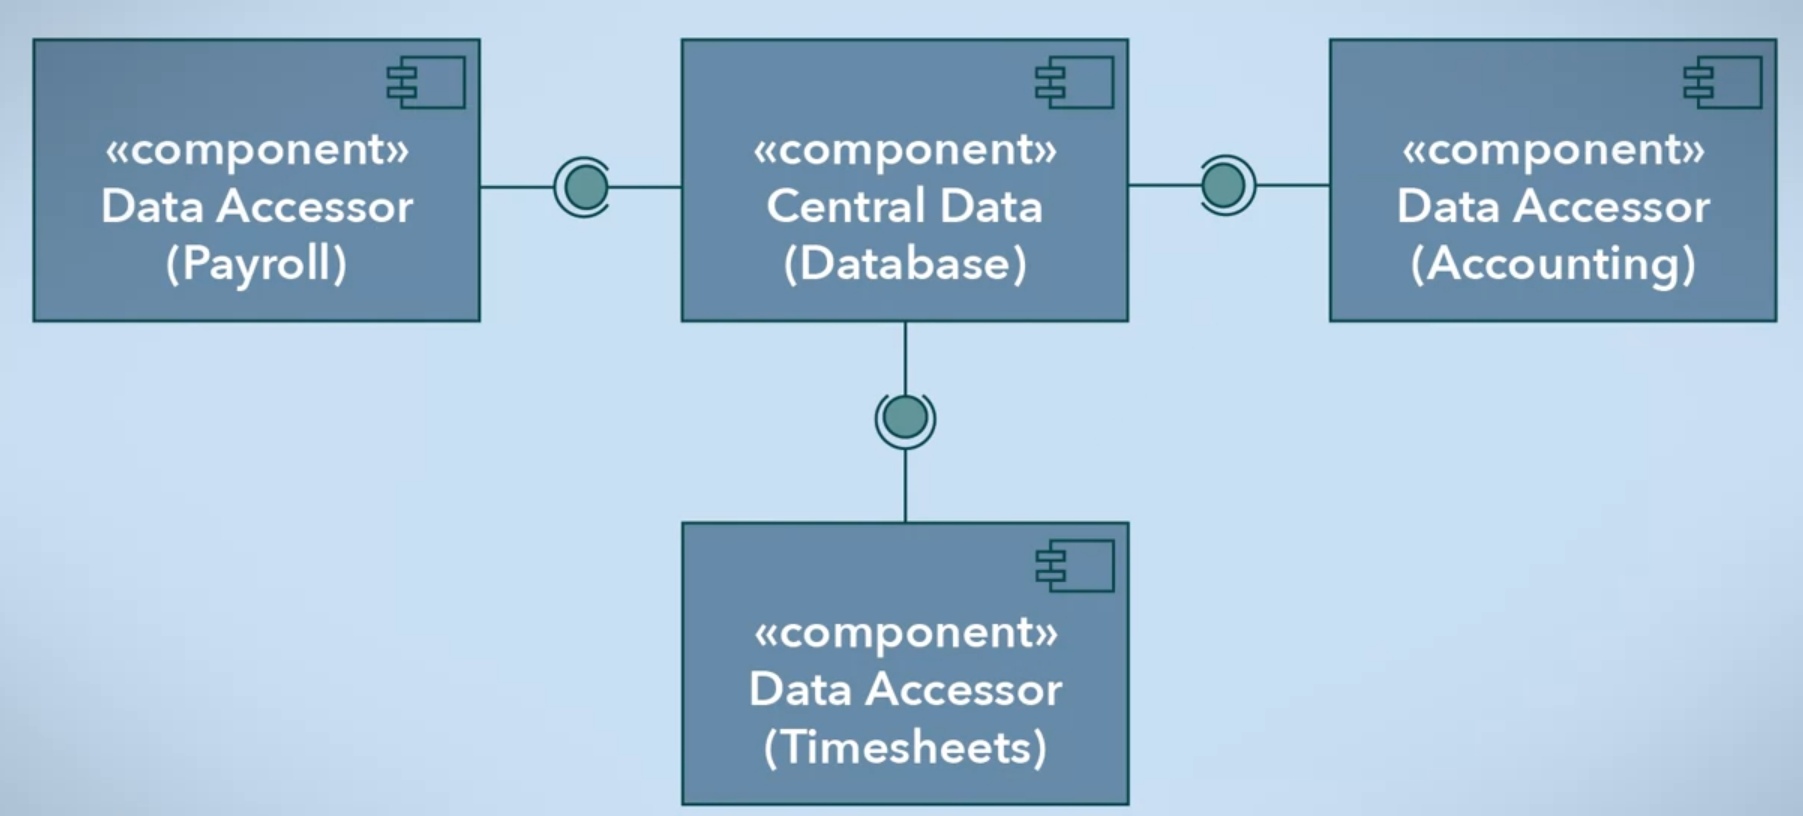 «component»
Data Accessor
(Payroll)
«component»
Central Data
(Database)
«component»
Data Accessor
(Accounting)
«component»
Data Accessor
(Timesheets)